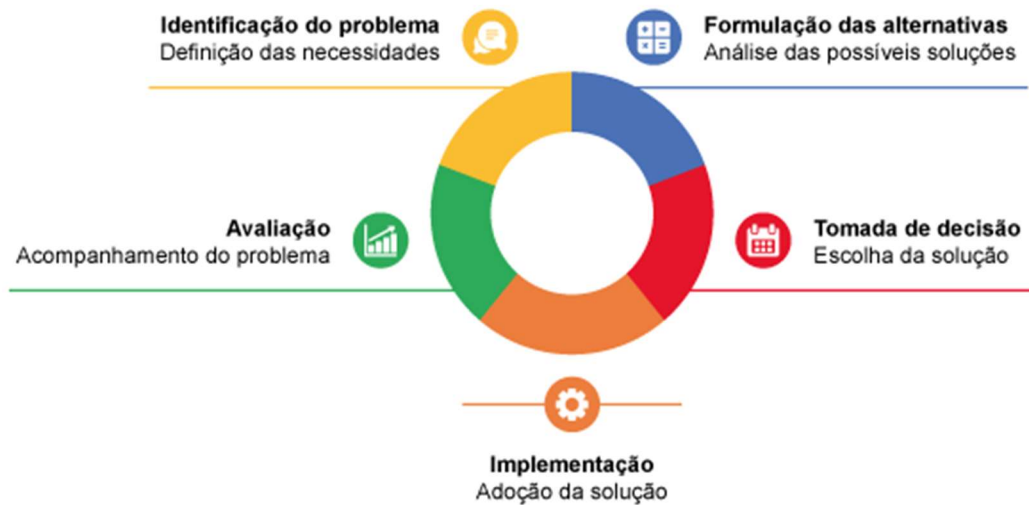 Identificação do problema
Definição das necessidades
Formulação das alternativas
Análise das possíveis soluções
Avaliação
Acompanhamento do problema
Tomada de decisão
Escolha da solução
Implementação
Adoção da solução